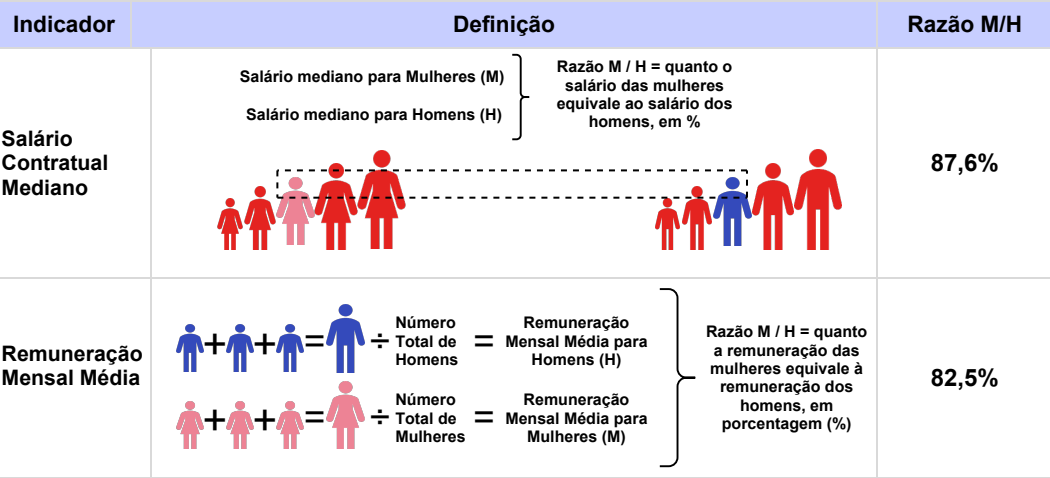 Indicador
Definição
Razão M/H
Salário
Contratual
Mediano
Salário mediano para Mulheres (M)
Salário mediano para Homens (H)
Razão M / H = quanto o
salário das mulheres
equivale ao salário dos
homens, em %
87,6%
Remuneração
Mensal Média
+ + = ÷
Número
Total de
Homens
=
Remuneração
Mensal Média para
Homens (H)
+ + = ÷
Número
Total de
Mulheres
=
Remuneração
Mensal Média para
Mulheres (M)
Razão M / H = quanto
a remuneração das
mulheres equivale à
remuneração dos
homens, em
porcentagem (%)
82,5%